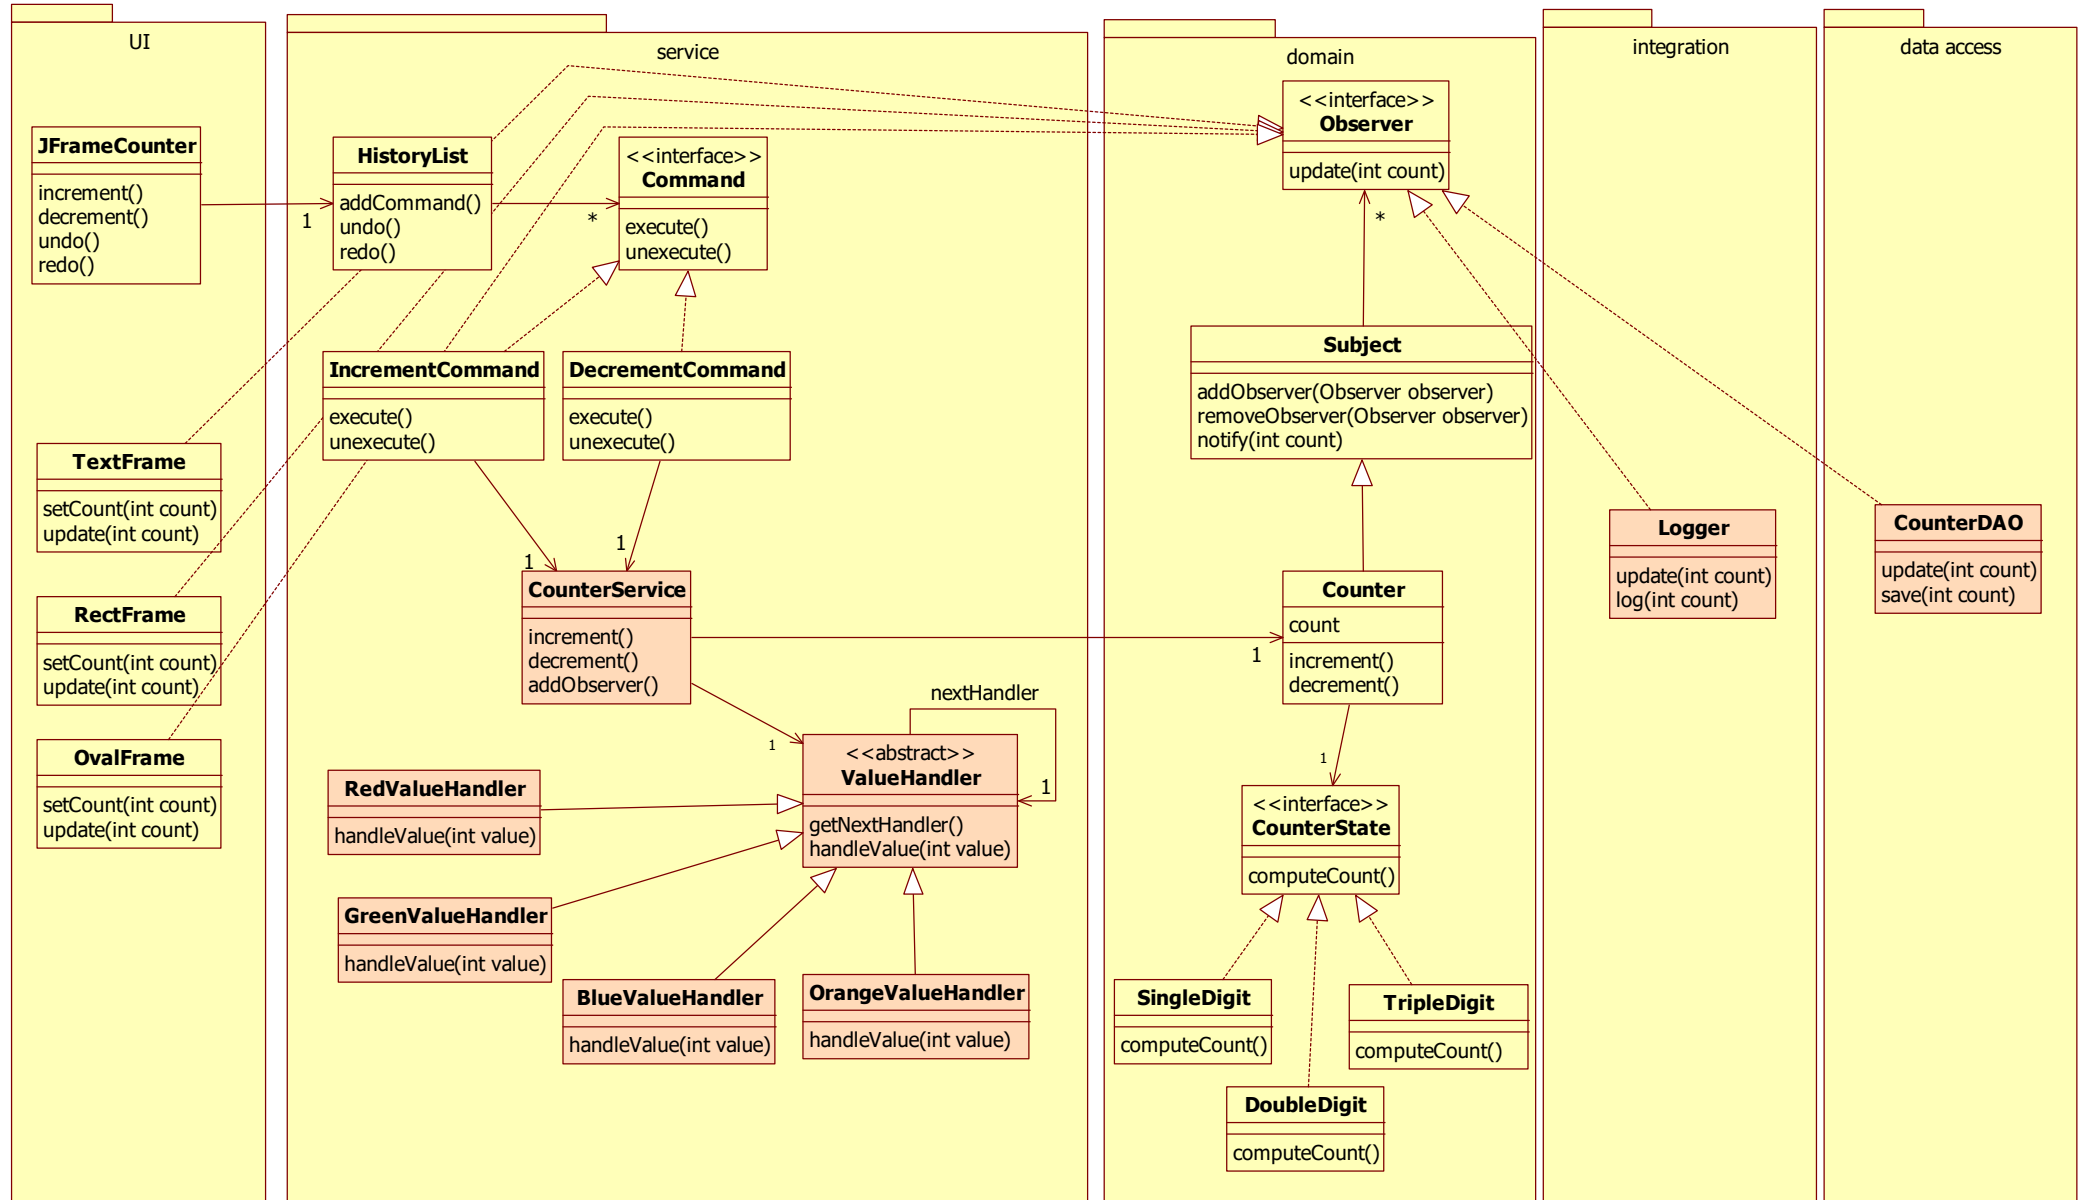 UI
JFrameCounter
increment()
decrement()
undo()
redo()
TextFrame
setCount(int count)
update(int count)
RectFrame
setCount(int count)
update(int count)
OvalFrame
setCount(int count)
update(int count)
service
HistoryList
addCommand()
undo()
redo()
1
<<interface>>
Command
execute()
unexecute()
*
IncrementCommand
execute()
unexecute()
DecrementCommand
execute()
unexecute()
1
1
CounterService
increment()
decrement()
addObserver()
nextHandler
1
<<abstract>>
ValueHandler
getNextHandler()
handleValue(int value)
1
RedValueHandler
handleValue(int value)
GreenValueHandler
handleValue(int value)
BlueValueHandler
handleValue(int value)
OrangeValueHandler
handleValue(int value)
domain
<<interface>>
Observer
update(int count)
*
Subject
addObserver(Observer observer)
removeObserver(Observer observer)
notify(int count)
Counter
count
increment()
decrement()
1
1
<<interface>>
CounterState
computeCount()
SingleDigit
computeCount()
TripleDigit
computeCount()
DoubleDigit
computeCount()
integration
Logger
update(int count)
log(int count)
data access
CounterDAO
update(int count)
save(int count)